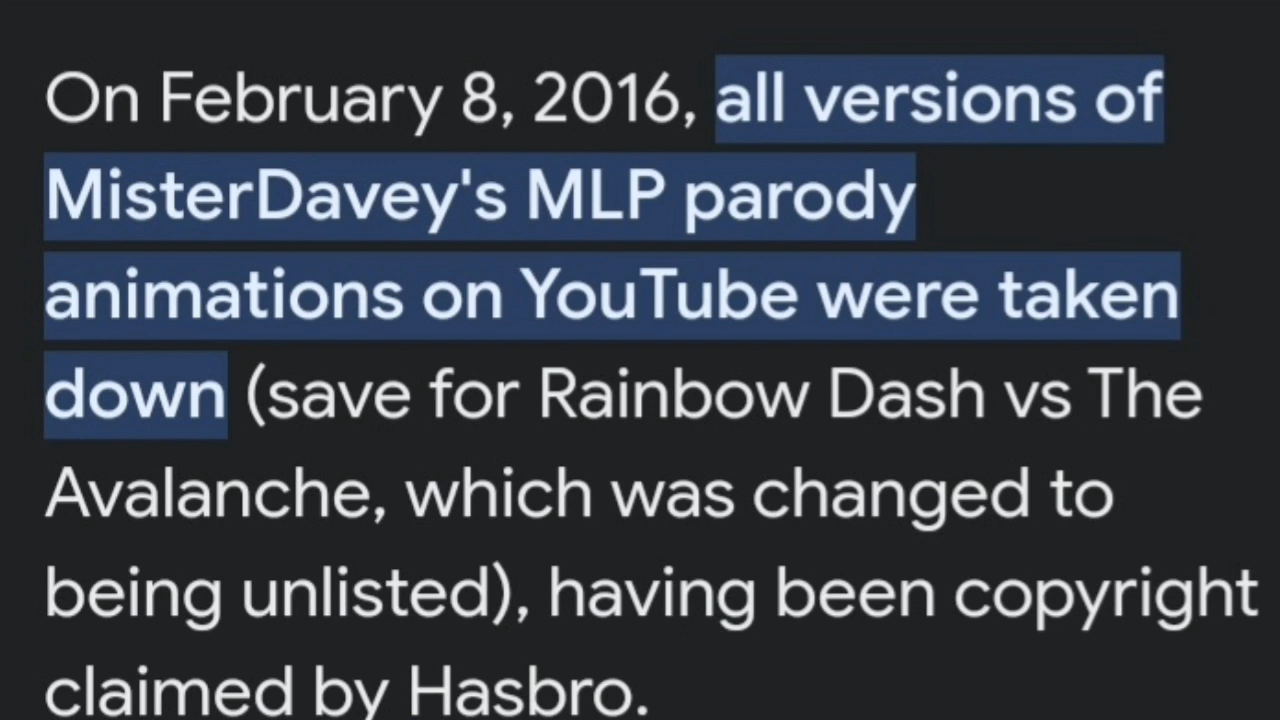 On February 8, 2016, all versions of
MisterDavey's MLP parody
animations on YouTube were taken
down (save for Rainbow Dash vs The
Avalanche, which was changed to
being unlisted), having been copyright
claimed by Hasbro.